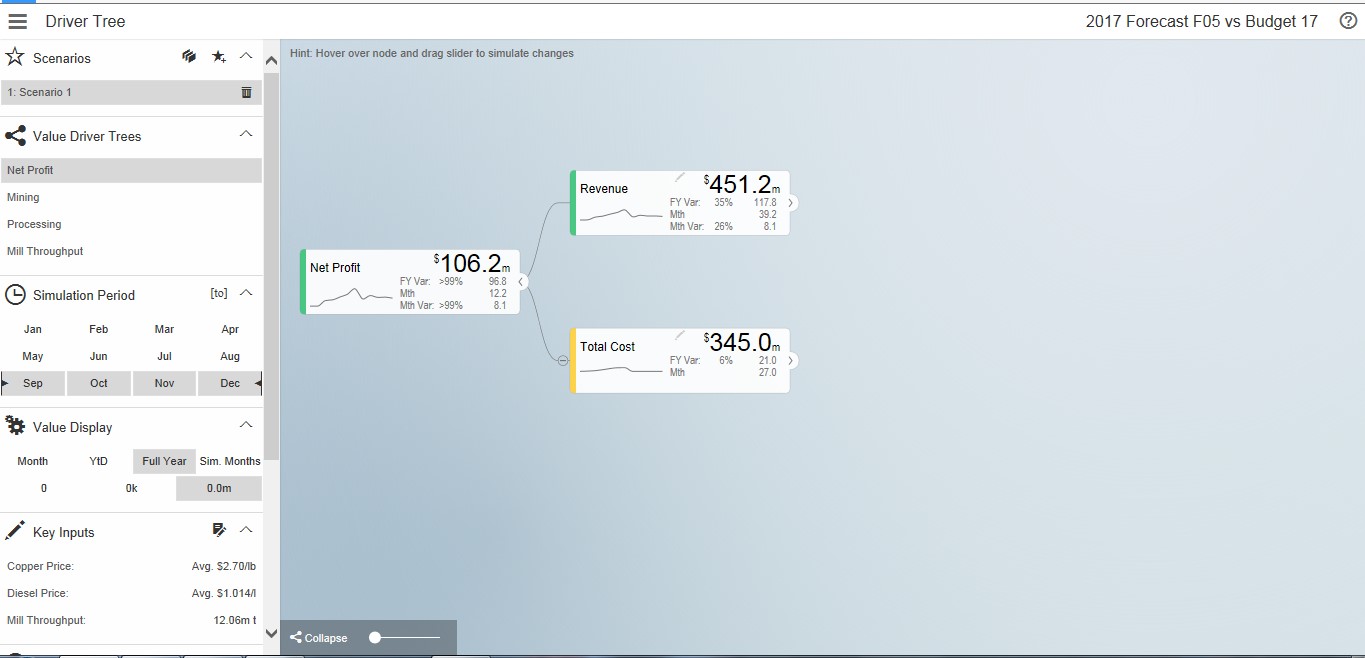 Driver Tree
2017 Forecast F05 vs Budget 17
?
Scenarios
1: Scenario 1
Value Driver Trees
Net Profit
Mining
Processing
Mill Throughput
Simulation Period [to]
Jan Feb Mar Apr
May Jun Jul Aug
Sep Oct Nov Dec
Value Display
Month YtD Full Year Sim. Months
0 0k 0.0m
Key Inputs
Copper Price: Avg. $2.70/lb
Diesel Price: Avg. $1.014/l
Mill Throughput: 12.06m t
Hint: Hover over node and drag slider to simulate changes
Net Profit $106.2m
FY Var: >99% 96.8
Mth 12.2
Mth Var: >99% 8.1
Revenue $451.2m
FY Var: 35% 117.8
Mth 39.2
Mth Var: 26% 8.1
Total Cost $345.0m
FY Var: 6% 21.0
Mth 27.0
Collapse